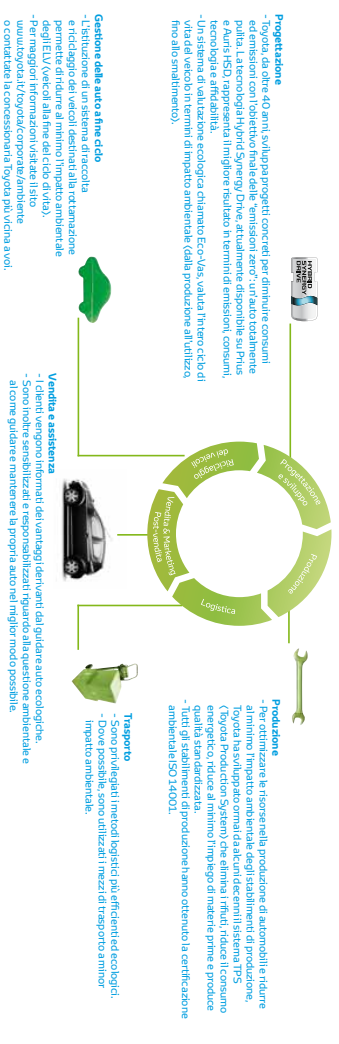 Progettazione
- Toyota, da oltre 40 anni, sviluppa progetti concreti per diminuire consumi
ed emissioni con l'obiettivo finale delle "emissioni zero": un'auto totalmente
pulita. La tecnologia Hybrid Synergy Drive, attualmente disponibile su Prius
e Auris HSD, rappresenta il migliore risultato in termini di emissioni, consumi,
tecnologia e affidabilità.
- Un sistema di valutazione ecologica chiamato Eco-Vas, valuta l'intero ciclo di
vita del veicolo in termini di impatto ambientale (dalla produzione all'utilizzo,
fino allo smaltimento).
HYBRID
SYNERGY
DRIVE
Produzione
- Per ottimizzare le risorse nella produzione di automobili e ridurre
al minimo l'impatto ambientale degli stabilimenti di produzione,
Toyota ha sviluppato ormai da alcuni decenni il sistema TPS
(Toyota Production System) che elimina i rifiuti, riduce il consumo
energetico, riduce al minimo l'impiego di materie prime e produce
qualità standardizzata.
- Tutti gli stabilimenti di produzione hanno ottenuto la certificazione
ambientale ISO 14001.
Progettazione
e sviluppo
Produzione
Logistica
Vendita & Marketing
Post-vendita
Riciclaggio
dei veicoli
Gestione delle auto a fine ciclo
- L'istituzione di un sistema di raccolta
e riciclaggio dei veicoli destinati alla rottamazione
permette di ridurre al minimo l'impatto ambientale
degli ELV (veicoli alla fine del ciclo di vita).
- Per maggiori informazioni visitate il sito
www.toyota.it/toyota/corporate/ambiente
o contattate la concessionaria Toyota più vicina a voi.
Vendita e assistenza
- I clienti vengono informati dei vantaggi derivanti dal guidare auto ecologiche.
- Sono inoltre sensibilizzati e responsabilizzati riguardo alla questione ambientale e
al come guidare e mantenere la propria auto nel miglior modo possibile.
Trasporto
- Sono privilegiati i metodi logistici più efficienti ed ecologici.
- Dove possibile, sono utilizzati i mezzi di trasporto a minor
impatto ambientale.